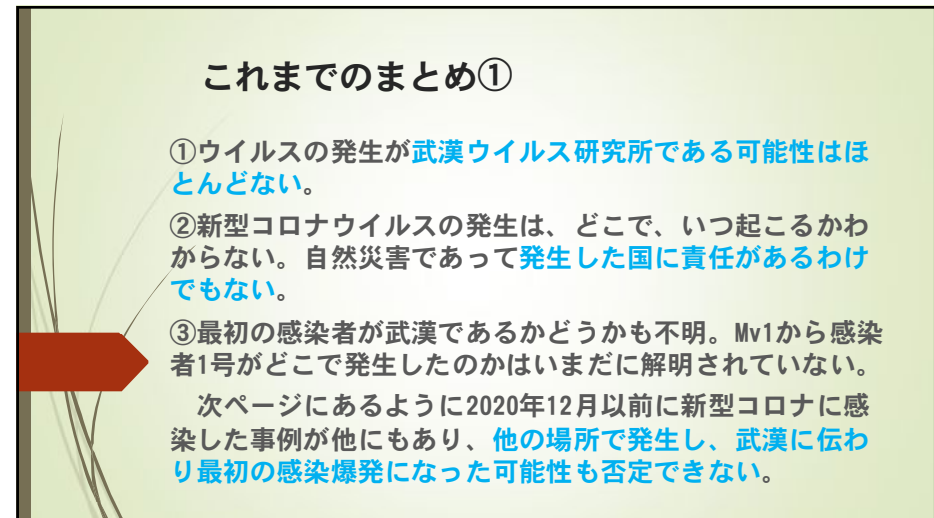 これまでのまとめ①
①ウイルスの発生が武漢ウイルス研究所である可能性はほ
とんどない。
②新型コロナウイルスの発生は、どこで、いつ起こるかわ
からない。自然災害であって発生した国に責任があるわけ
でもない。
③最初の感染者が武漢であるかどうかも不明。Mv1から感染
者1号がどこで発生したのかはいまだに解明されていない。
　次ページにあるように2020年12月以前に新型コロナに感
染した事例が他にもあり、他の場所で発生し、武漢に伝わ
り最初の感染爆発になった可能性も否定できない。